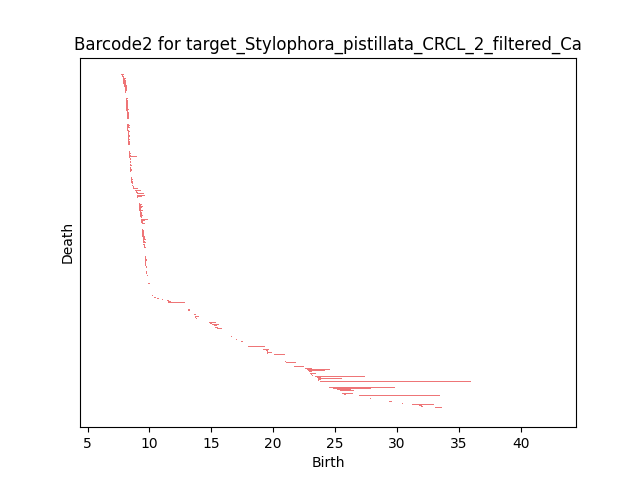 Barcode2 for target_Stylophora_pistillata_CRCL_2_filtered_Ca
Death
5 10 15 20 25 30 35 40
Birth